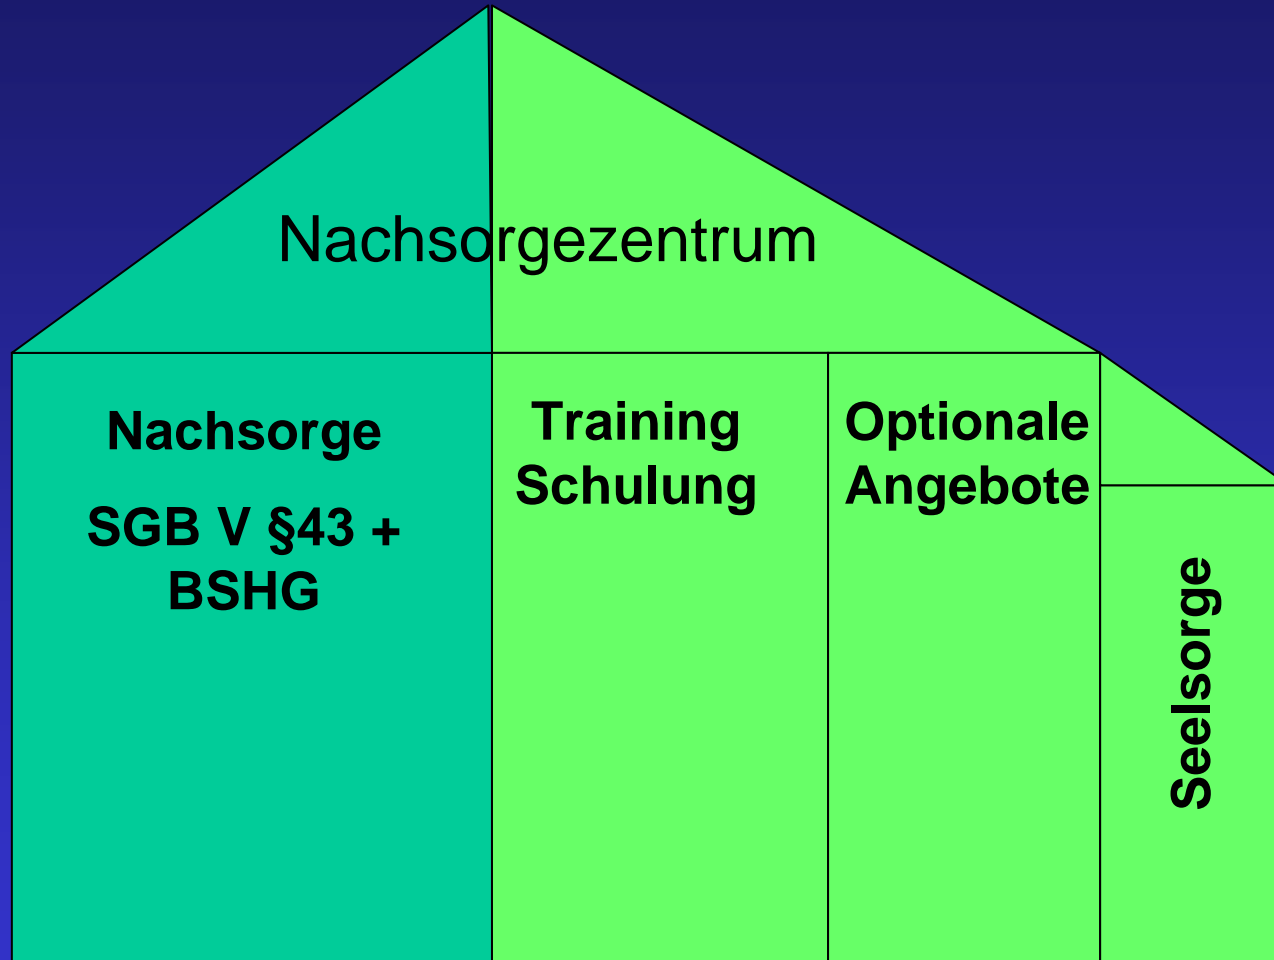 Nachsorgezentrum
Nachsorge
SGB V §43 +
BSHG
Training
Schulung
Optionale
Angebote
Seelsorge